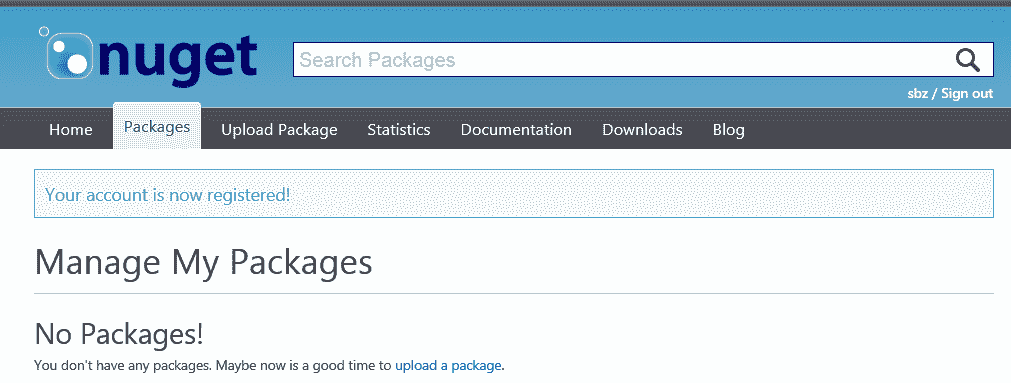 nuget
Search Packages
sbz / Sign out
Home Packages Upload Package Statistics Documentation Downloads Blog
Your account is now registered!
Manage My Packages
No Packages!
You don't have any packages. Maybe now is a good time to upload a package.